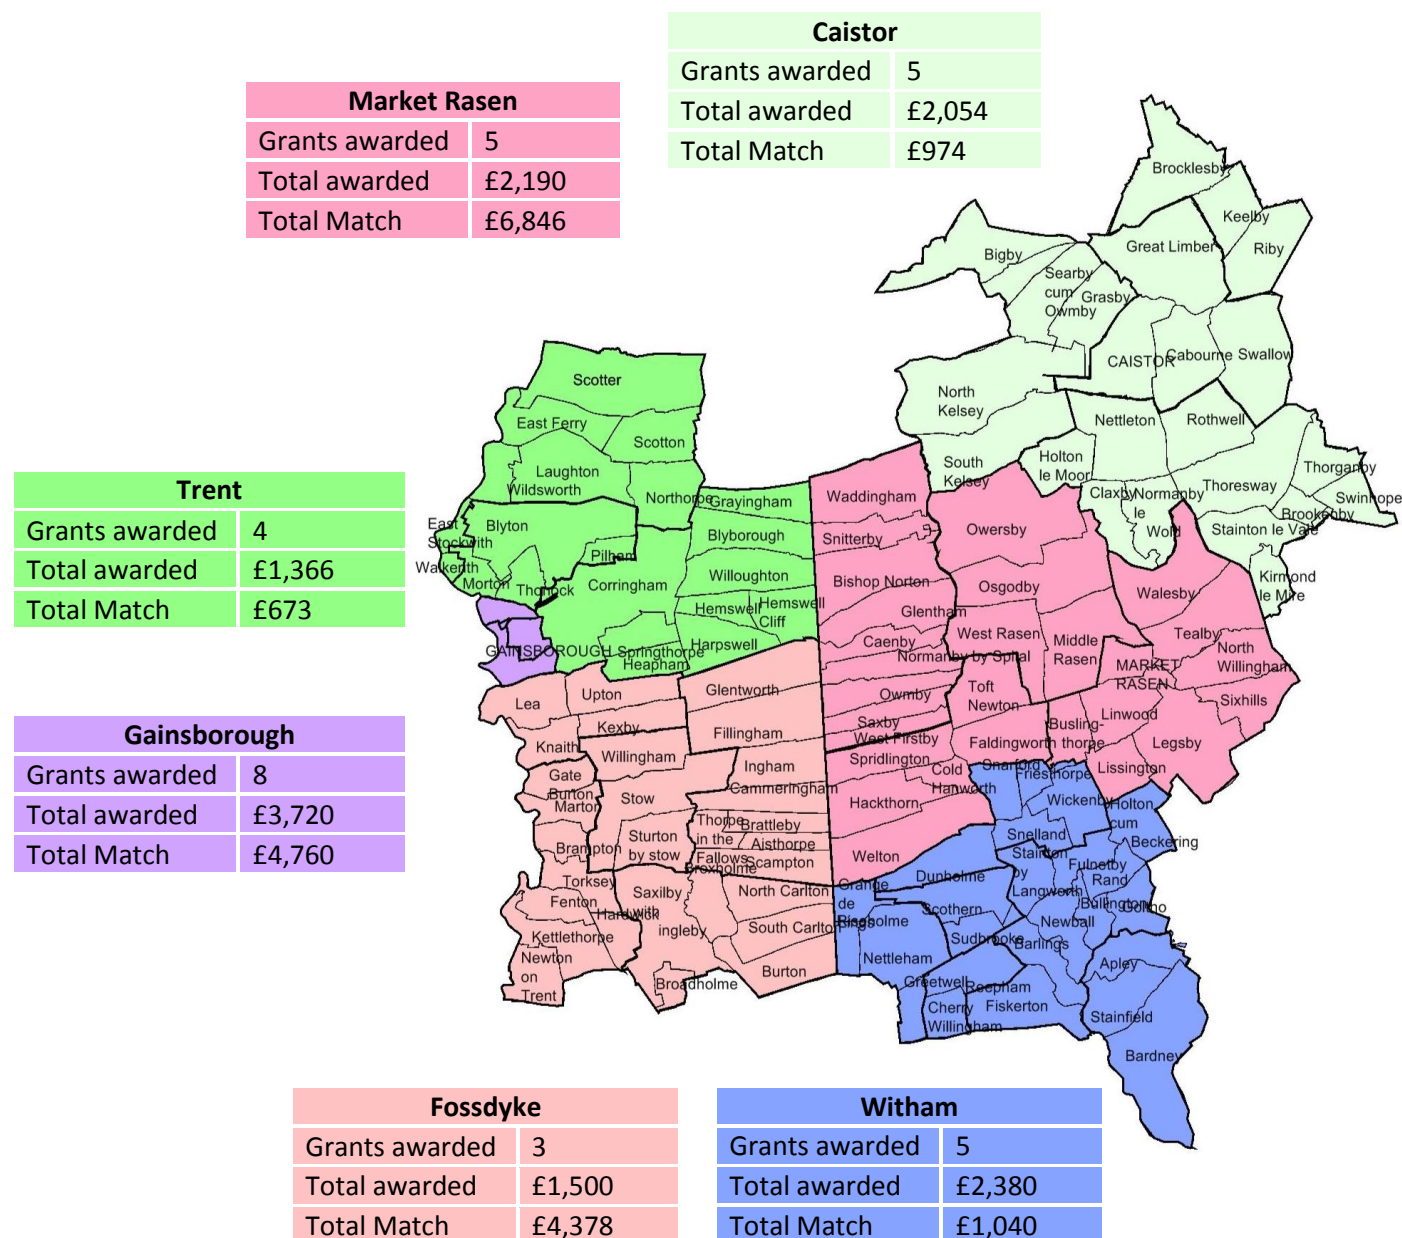 Caistor
Grants awarded 5
Total awarded £2,054
Total Match £974
Market Rasen
Grants awarded 5
Total awarded £2,190
Total Match £6,846
Trent
Grants awarded 4
Total awarded £1,366
Total Match £673
Gainsborough
Grants awarded 8
Total awarded £3,720
Total Match £4,760
Fossdyke
Grants awarded 3
Total awarded £1,500
Total Match £4,378
Witham
Grants awarded 5
Total awarded £2,380
Total Match £1,040
Brocklesby
Keelby
Great Limber
Riby
Bigby
Searby
cum
Owmby
Grasby
CAISTOR
Cabourne
Swallow
North
Kelsey
Nettleton
Rothwell
South
Kelsey
Holton
le Moor
Claxby
Normanby
le
Wold
Thoresway
Thorganby
Swinhope
Brookenby
Stainton le Vale
Kirmond
le Mire
Scotter
East Ferry
Scotton
Laughton
Wildsworth
Northorpe
Grayingham
East
Stockwith
Blyton
Blyborough
Walkerith
Pilham
Morton
Thonock
Corringham
Willoughton
Hemswell
Hemswell
Cliff
Harpswell
GAINSBOROUGH
Springthorpe
Heapham
Waddingham
Snitterby
Owersby
Bishop Norton
Osgodby
Glentham
Walesby
Caenby
West Rasen
Middle
Rasen
Tealby
Normanby by Spital
MARKET
RASEN
North
Willingham
Owmby
Toft
Newton
Sixhills
Saxby
Linwood
West Firsby
Faldingworth
Busling-
thorpe
Legsby
Spridlington
Cold
Hanworth
Lissington
Hackthorn
Welton
Lea
Upton
Glentworth
Kexby
Fillingham
Knaith
Willingham
Ingham
Gate
Burton
Cammeringham
Marton
Stow
Thorpe
in the
Fallows
Brattleby
Sturton
by stow
Aisthorpe
Brampton
Scampton
Broxholme
Torksey
Saxilby
with
ingleby
North Carlton
Fenton
Hardwick
South Carlton
Kettlethorpe
Newton
on
Trent
Broadholme
Burton
Snarford
Friesthorpe
Wickenby
Holton
cum
Beckering
Snelland
Stainton
by
Langworth
Fulnetby
Rand
Dunholme
Grange
de
Lings
Riseholme
Scothern
Bullington
Goltho
Newball
Sudbrooke
Barlings
Nettleham
Apley
Greetwell
Reepham
Fiskerton
Cherry
Willingham
Stainfield
Bardney